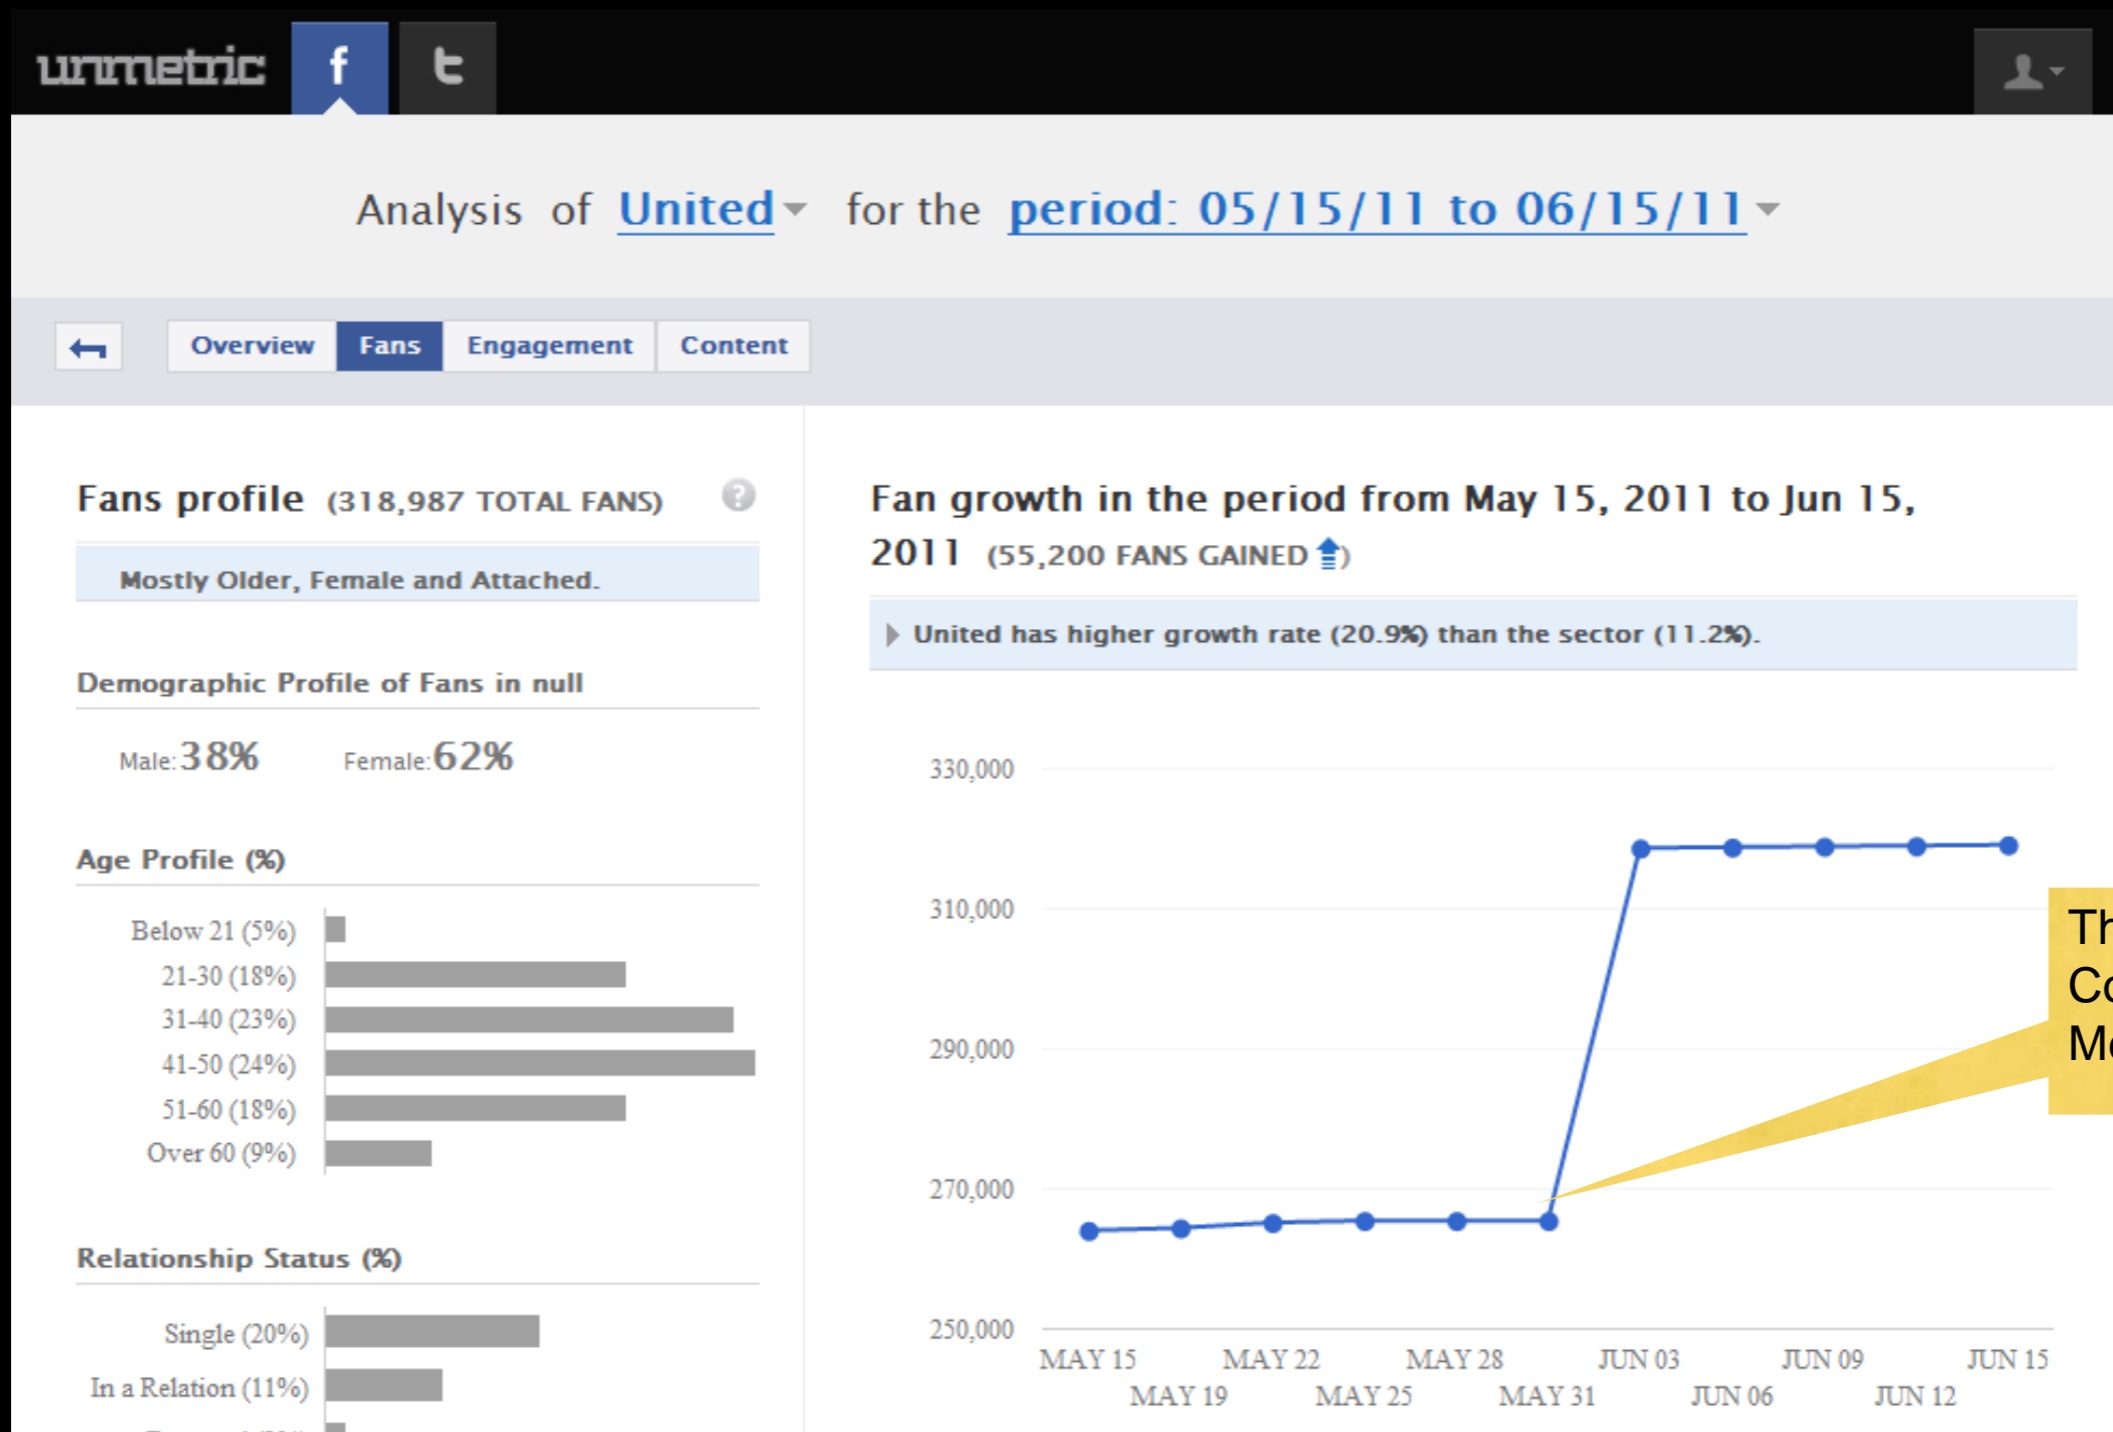 unmetric f t
Analysis of United for the period: 05/15/11 to 06/15/11
Overview Fans Engagement Content
Fans profile (318,987 TOTAL FANS) ?
Mostly Older, Female and Attached.
Demographic Profile of Fans in null
Male: 38% Female: 62%
Age Profile (%)
Below 21 (5%)
21-30 (18%)
31-40 (23%)
41-50 (24%)
51-60 (18%)
Over 60 (9%)
Relationship Status (%)
Single (20%)
In a Relation (11%)
Fan growth in the period from May 15, 2011 to Jun 15,
2011 (55,200 FANS GAINED)
United has higher growth rate (20.9%) than the sector (11.2%).
330,000
310,000
290,000
270,000
250,000
MAY 15 MAY 22 MAY 28 JUN 03 JUN 09 JUN 15
MAY 19 MAY 25 MAY 31 JUN 06 JUN 12